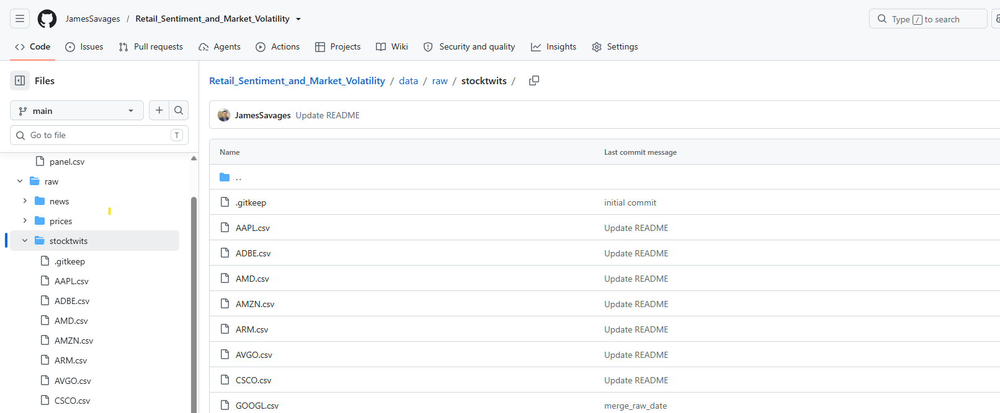 JamesSavages / Retail_Sentiment_and_Market_Volatility
Type / to search
Code Issues Pull requests Agents Actions Projects Wiki Security and quality Insights Settings
Files
main
Go to file T
panel.csv
raw
news
prices
stocktwits
.gitkeep
AAPL.csv
ADBE.csv
AMD.csv
AMZN.csv
ARM.csv
AVGO.csv
CSCO.csv
Retail_Sentiment_and_Market_Volatility / data / raw / stocktwits /
JamesSavages Update README
Name Last commit message
..
.gitkeep initial commit
AAPL.csv Update README
ADBE.csv Update README
AMD.csv Update README
AMZN.csv Update README
ARM.csv Update README
AVGO.csv Update README
CSCO.csv Update README
GOOGL.csv merge_raw_date